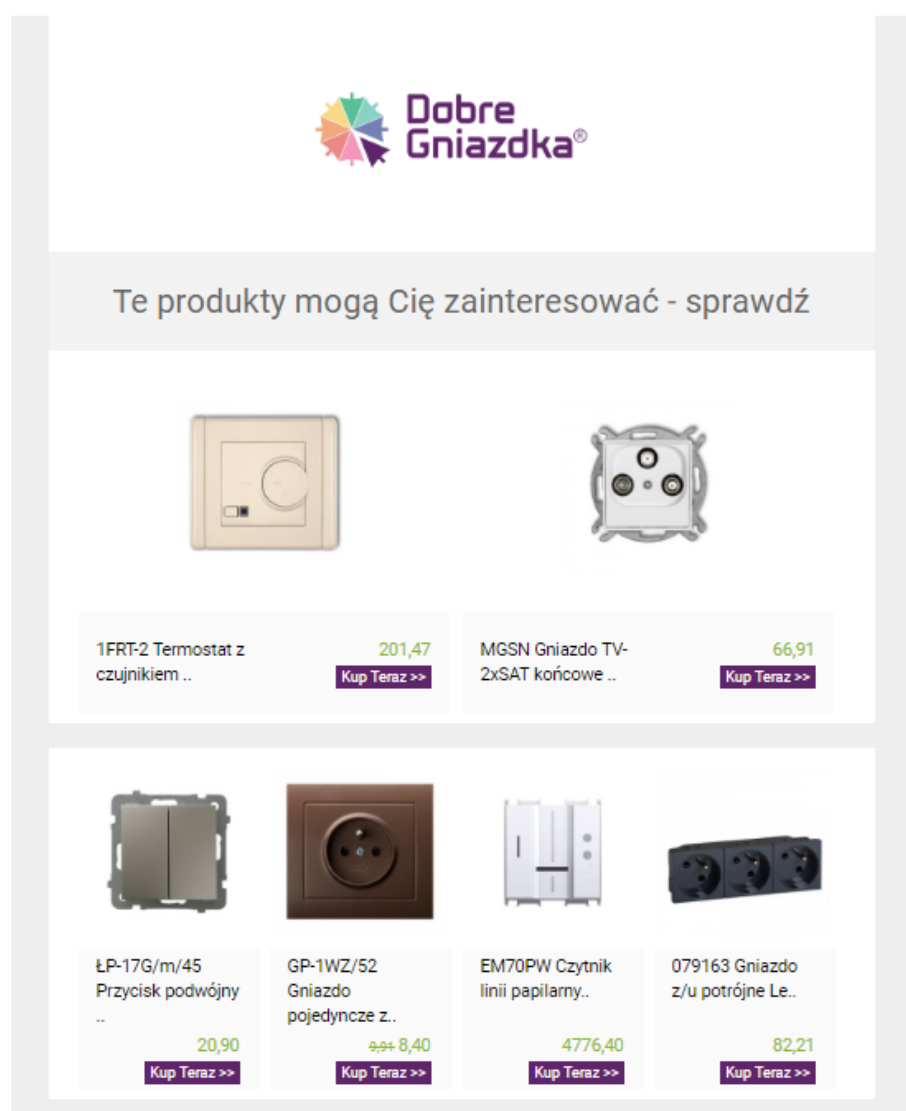 Dobre
Gniazdka®
Te produkty mogą Cię zainteresować - sprawdź
1FRT-2 Termostat z
czujnikiem ..
201,47
Kup Teraz >>
MGSN Gniazdo TV-
2xSAT końcowe ..
66,91
Kup Teraz >>
ŁP-17G/m/45
Przycisk podwójny
..
20,90
Kup Teraz >>
GP-1WZ/52
Gniazdo
pojedyncze z..
9,91 8,40
Kup Teraz >>
EM70PW Czytnik
linii papilarny..
4776,40
Kup Teraz >>
079163 Gniazdo
z/u potrójne Le..
82,21
Kup Teraz >>